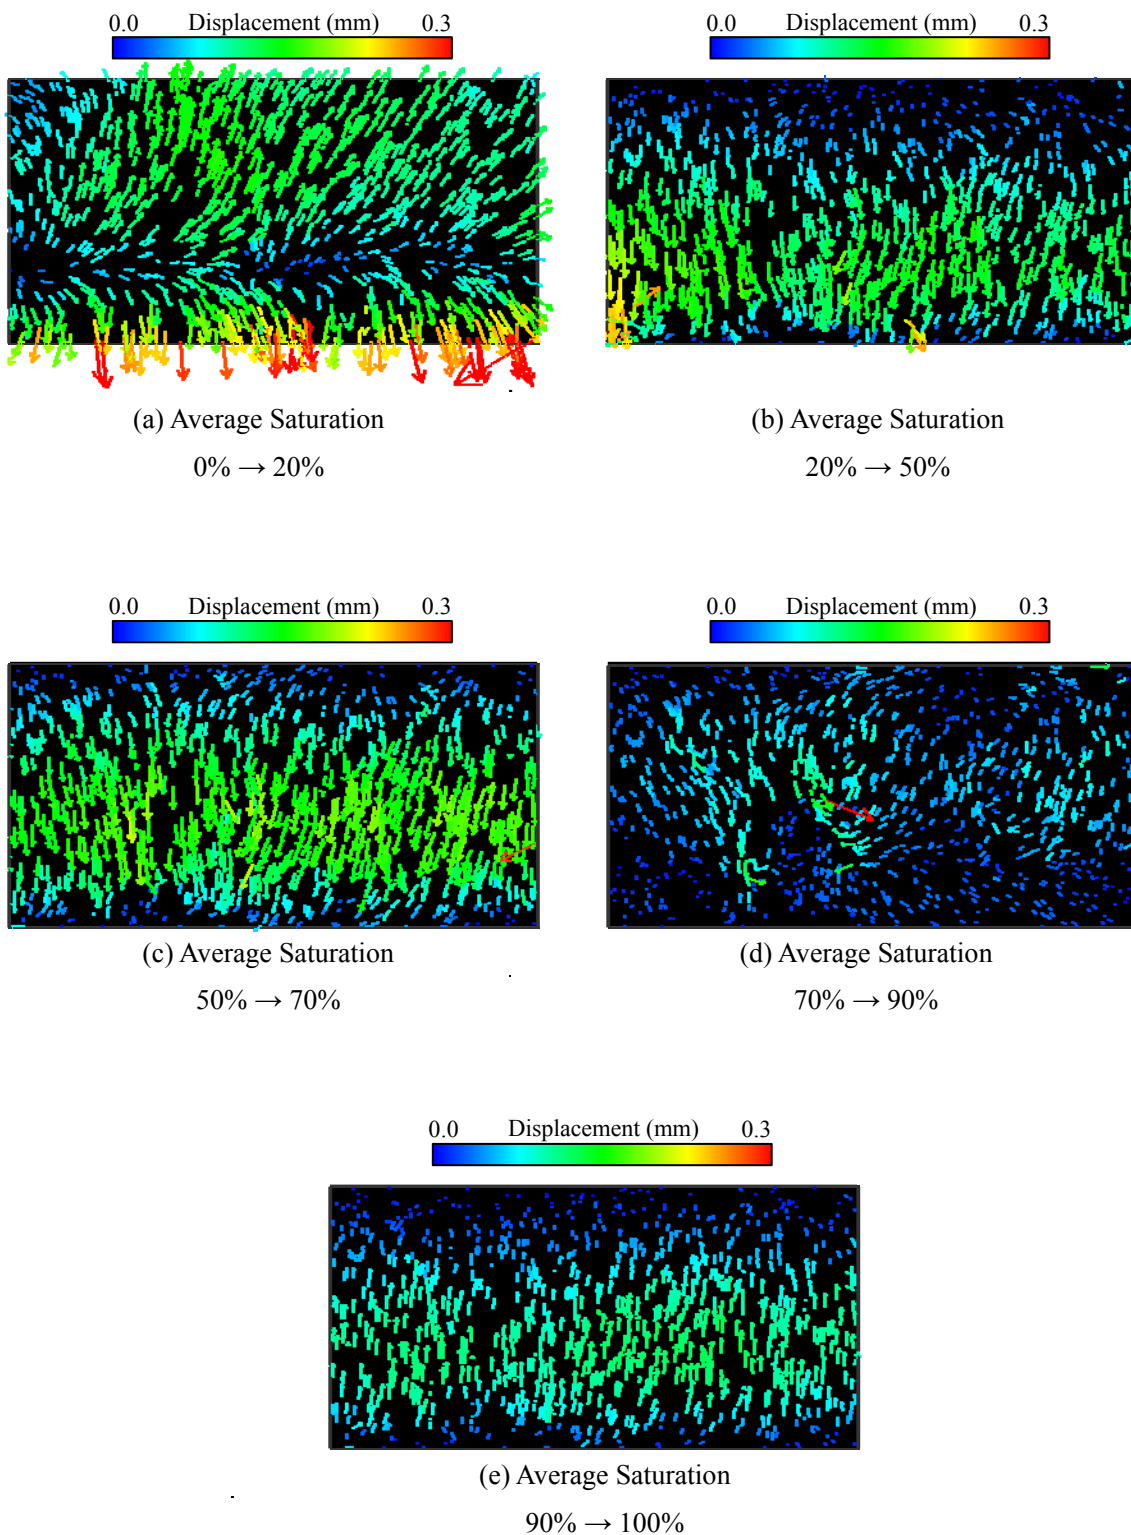 0.0 Displacement (mm) 0.3
0.0 Displacement (mm) 0.3
(a) Average Saturation
0% → 20%
(b) Average Saturation
20% → 50%
0.0 Displacement (mm) 0.3
0.0 Displacement (mm) 0.3
(c) Average Saturation
50% → 70%
(d) Average Saturation
70% → 90%
0.0 Displacement (mm) 0.3
(e) Average Saturation
90% → 100%